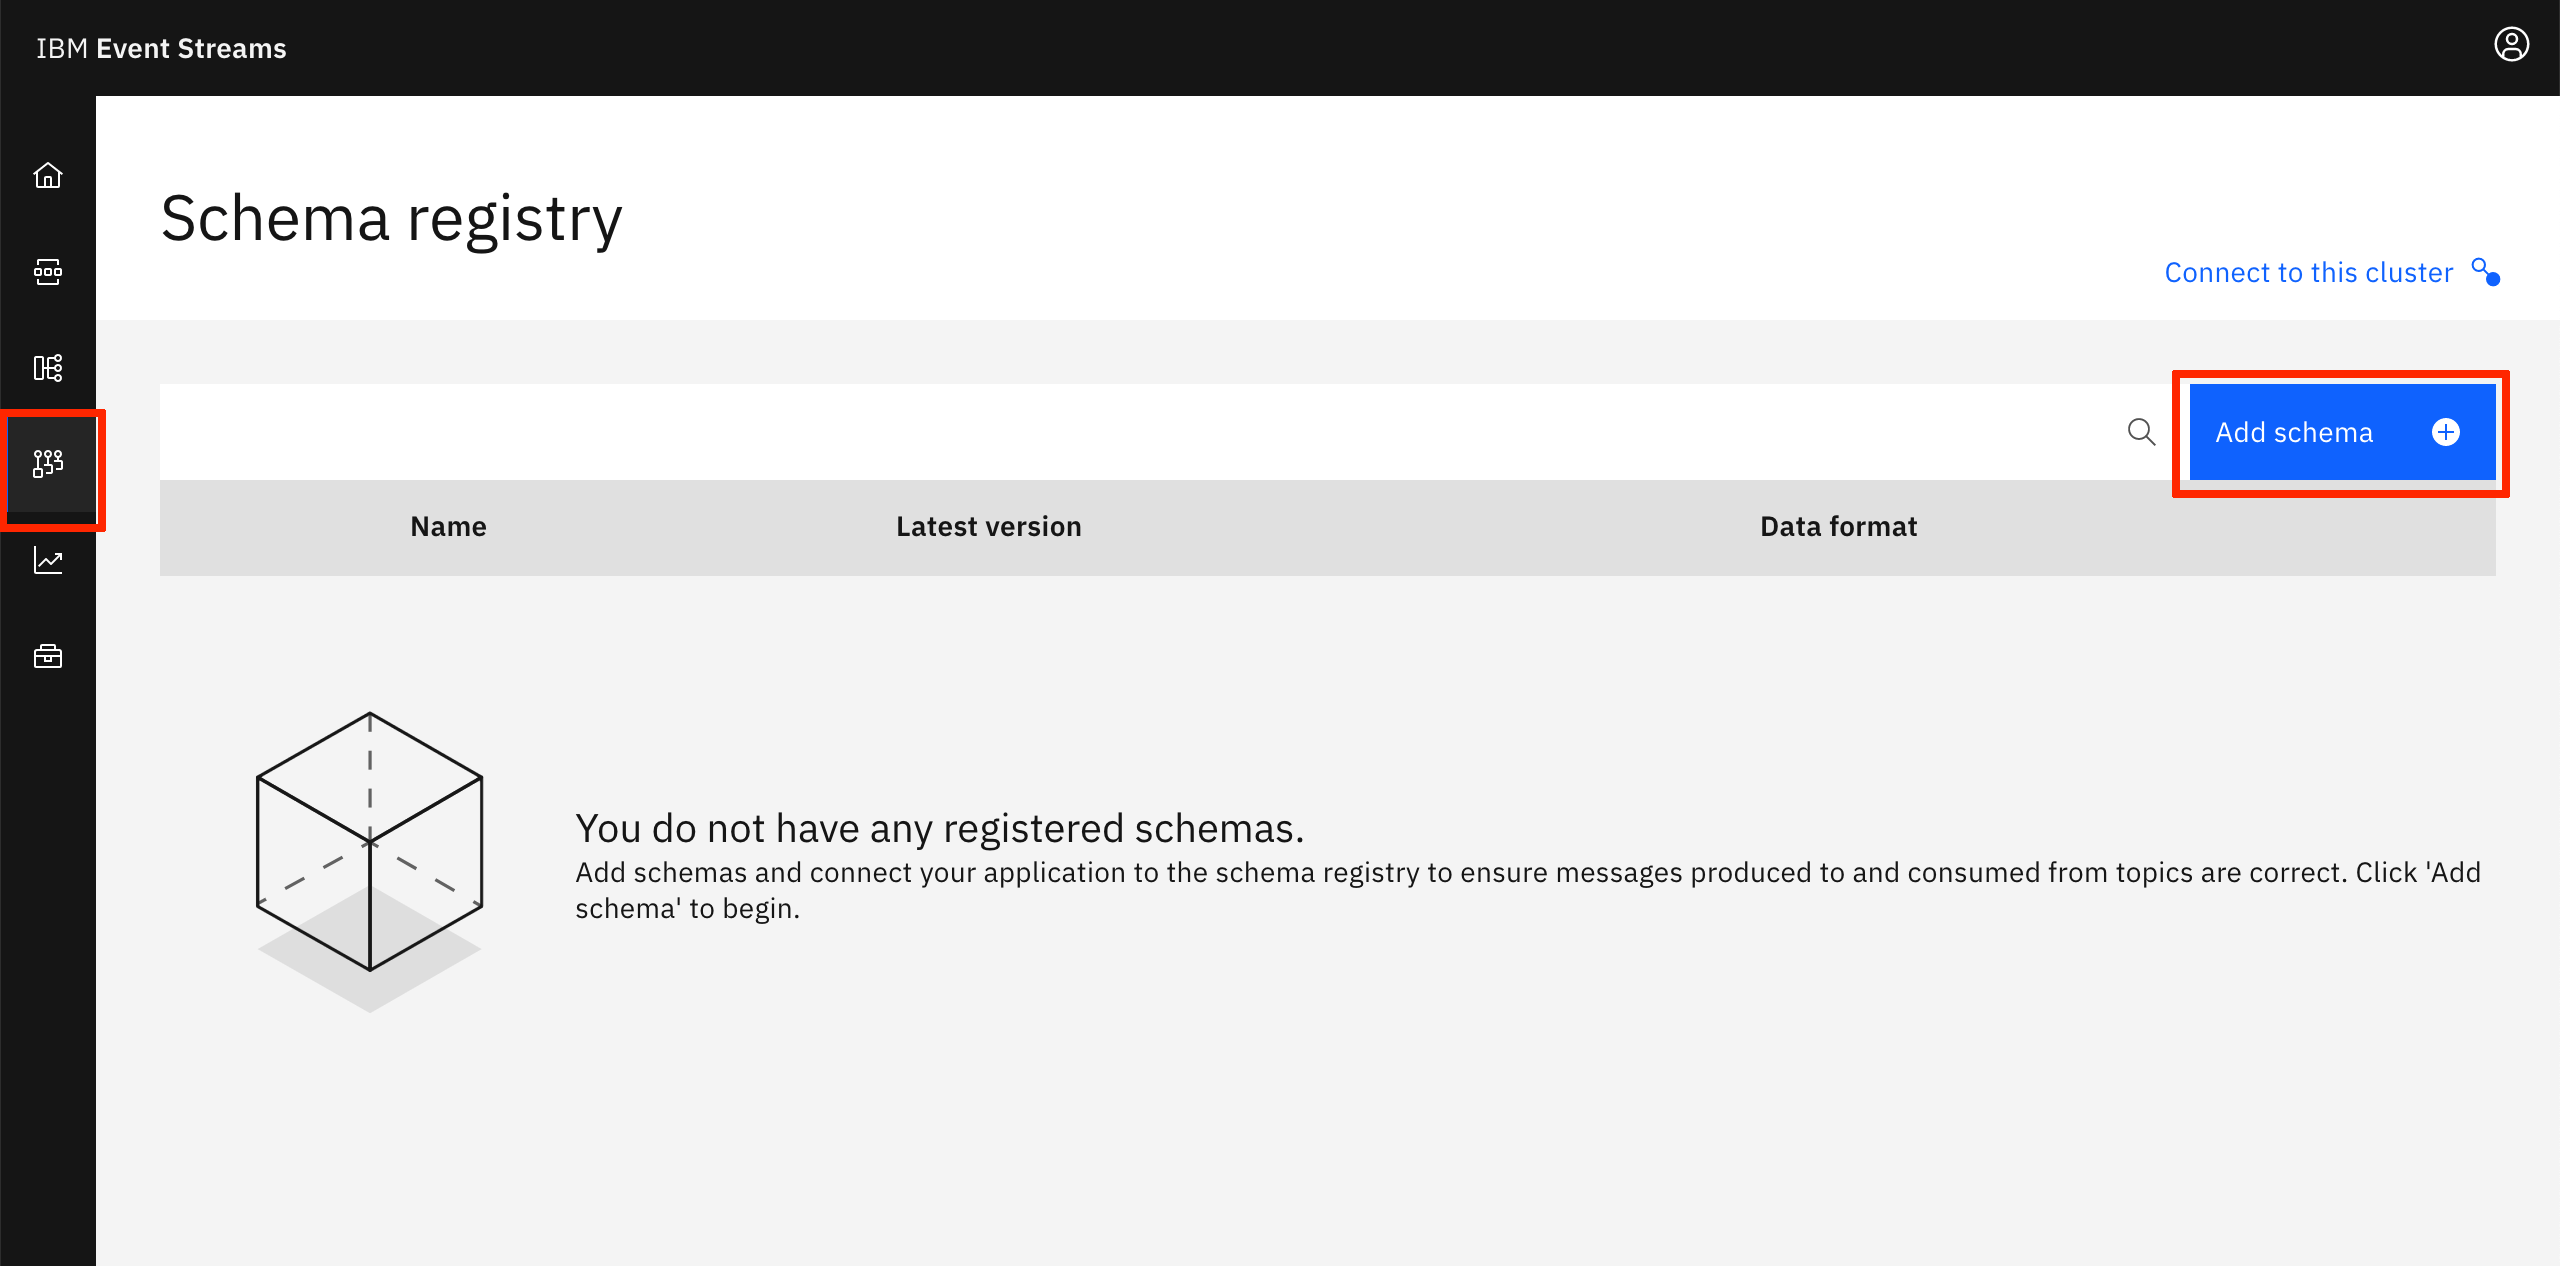 IBM Event Streams
Schema registry
Connect to this cluster
Add schema
Name Latest version Data format
You do not have any registered schemas.
Add schemas and connect your application to the schema registry to ensure messages produced to and consumed from topics are correct. Click 'Add
schema' to begin.